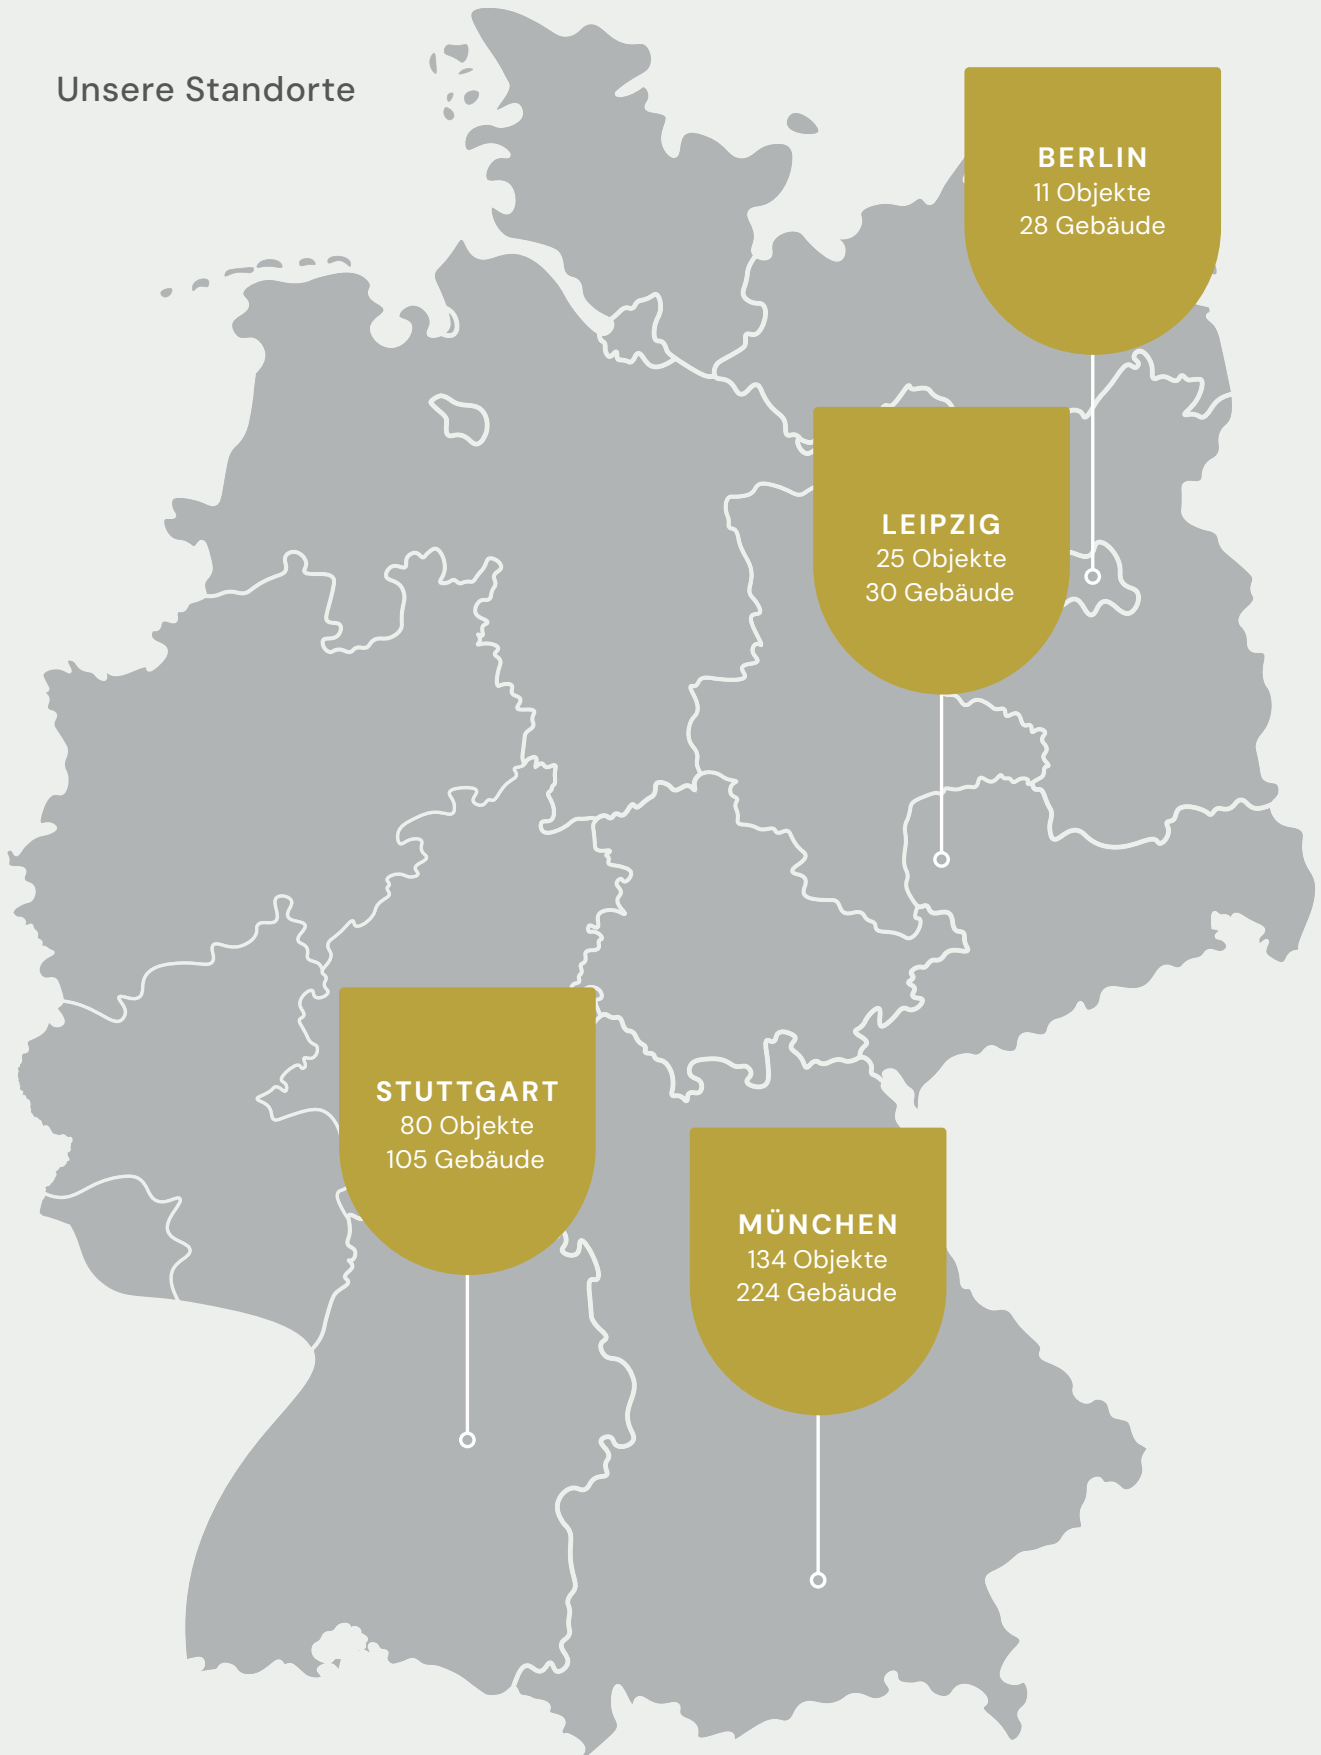 Unsere Standorte
BERLIN
11 Objekte
28 Gebäude
LEIPZIG
25 Objekte
30 Gebäude
STUTTGART
80 Objekte
105 Gebäude
MÜNCHEN
134 Objekte
224 Gebäude